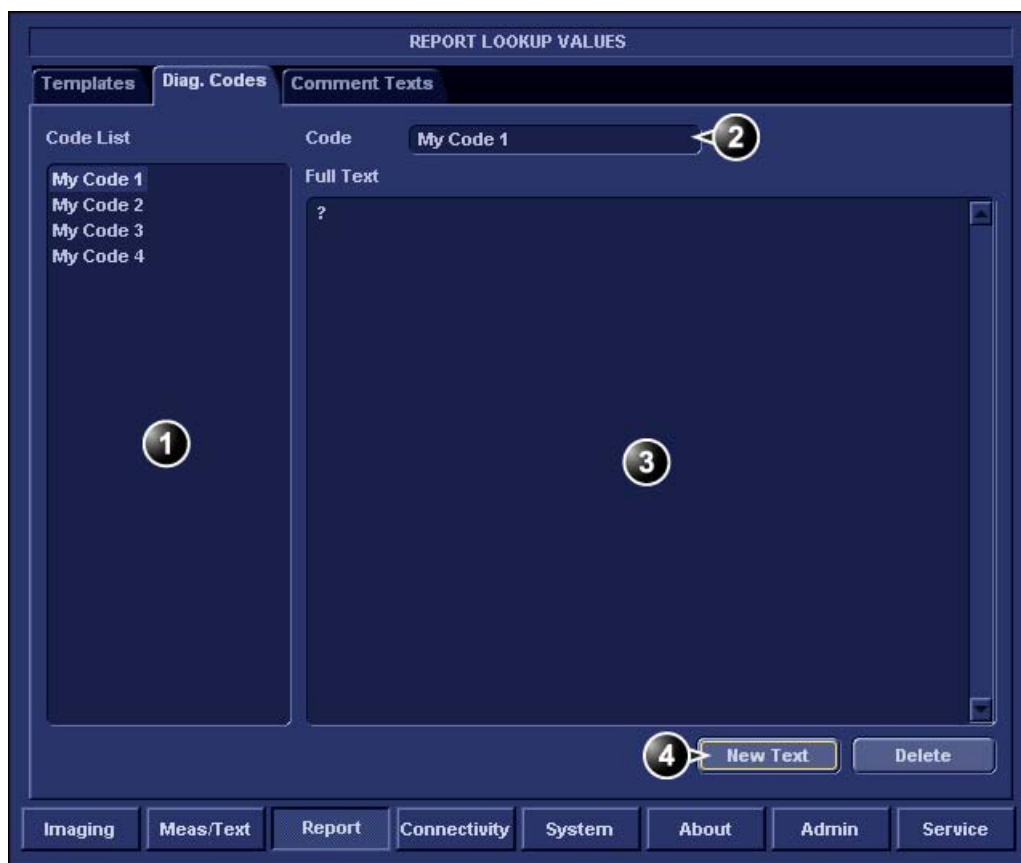 REPORT LOOKUP VALUES
Templates Diag. Codes Comment Texts
Code List Code My Code 1 2
My Code 1 Full Text
My Code 2 ?
My Code 3
My Code 4
1 3
4 New Text Delete
Imaging Meas/Text Report Connectivity System About Admin Service